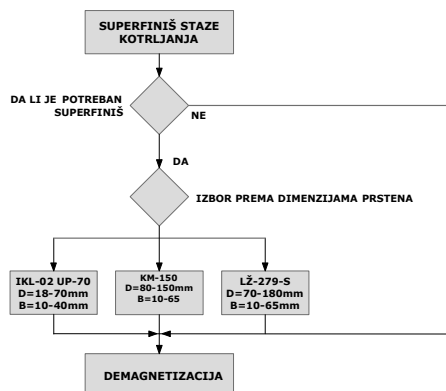 SUPERFINIŠ STAZE
KOTRLJANJA
DA LI JE POTREBAN
SUPERFINIŠ
NE
DA
IZBOR PREMA DIMENZIJAMA PRSTENA
IKL-02 UP-70
D=18-70mm
B=10-40mm
KM-150
D=80-150mm
B=10-65
LŽ-279-S
D=70-180mm
B=10-65mm
DEMAGNETIZACIJA